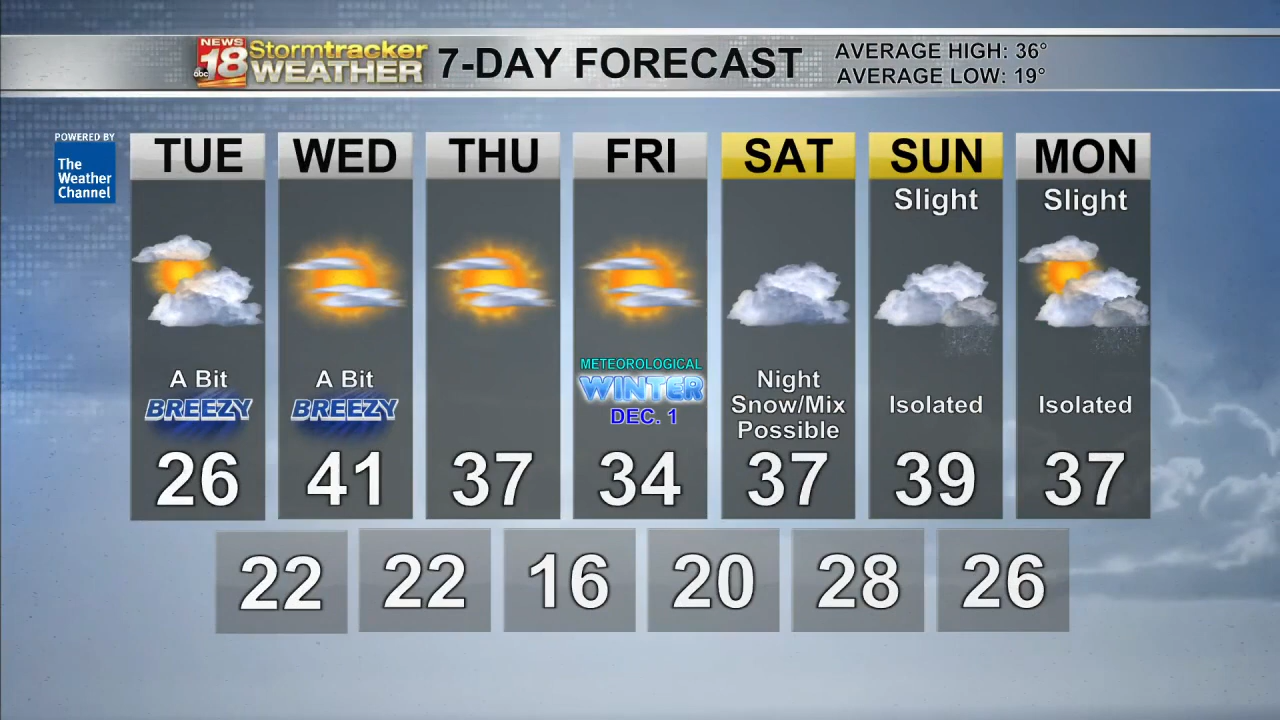 NEWS
abc 18
Stormtracker
WEATHER
7-DAY FORECAST
AVERAGE HIGH: 36°
AVERAGE LOW: 19°
POWERED BY
The
Weather
Channel
TUE
A Bit
BREEZY
26
WED
A Bit
BREEZY
41
THU
37
FRI
METEOROLOGICAL
WINTER
DEC. 1
34
SAT
Night
Snow/Mix
Possible
37
SUN
Slight
Isolated
39
MON
Slight
Isolated
37
22
22
16
20
28
26